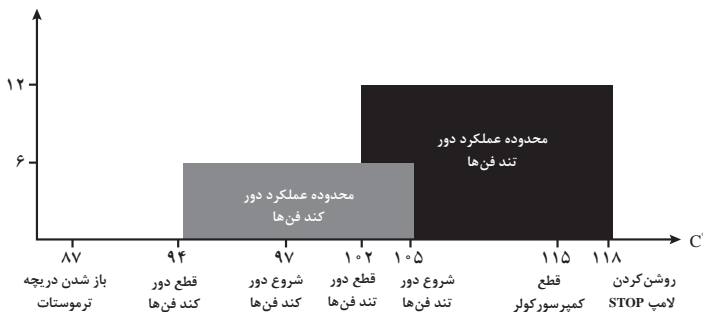 ۱۲
محدوده عملکرد دور
تند فن‌ها
۶
محدوده عملکرد دور
کند فن‌ها
C°
۸۷
۹۴
۹۷
۱۰۲
۱۰۵
۱۱۵
۱۱۸
باز شدن دریچه
ترموستات
قطع دور
کند فن‌ها
شروع دور
کند فن‌ها
قطع دور
تند فن‌ها
شروع دور
تند فن‌ها
قطع
کمپرسورکولر
روشن‌کردن
لامپ STOP